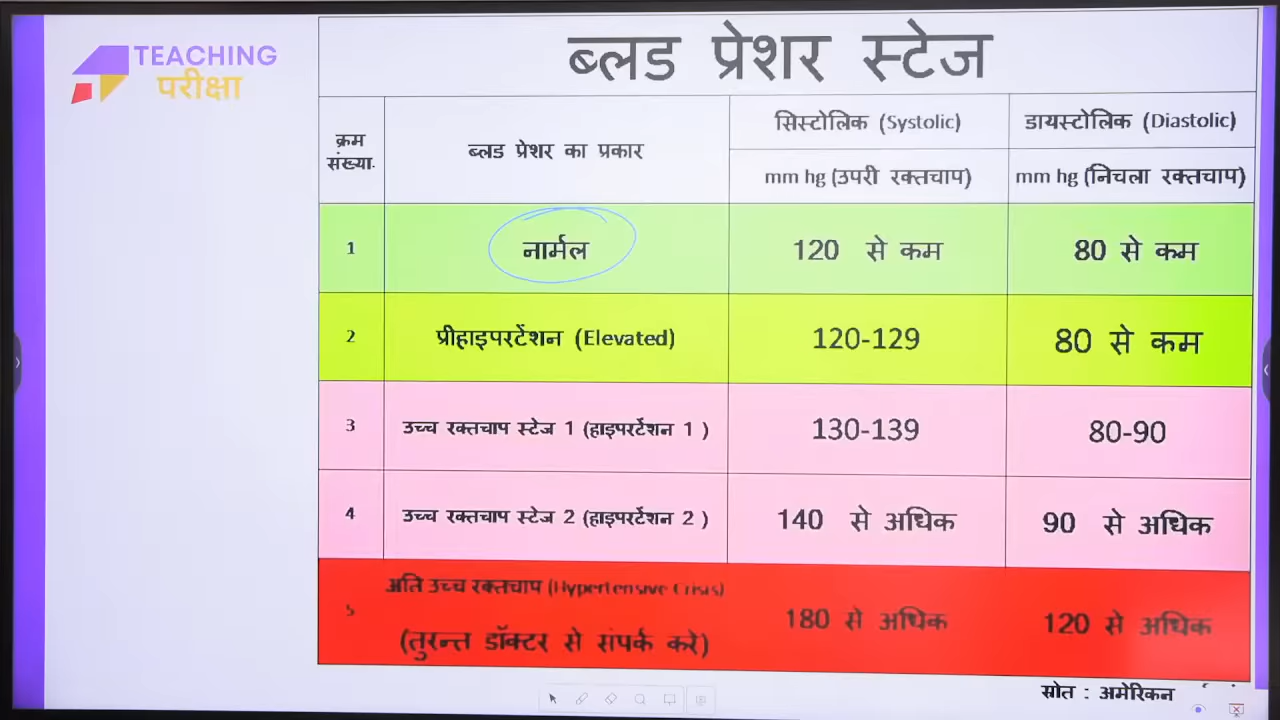 TEACHING
परीक्षा
ब्लड प्रेशर स्टेज
क्रम संख्या.
ब्लड प्रेशर का प्रकार
सिस्टोलिक (Systolic)
mm hg (उपरी रक्तचाप)
डायस्टोलिक (Diastolic)
mm hg (निचला रक्तचाप)
1 नार्मल 120 से कम 80 से कम
2 प्रीहाइपरटेंशन (Elevated) 120-129 80 से कम
3 उच्च रक्तचाप स्टेज 1 (हाइपरटेंशन 1 ) 130-139 80-90
4 उच्च रक्तचाप स्टेज 2 (हाइपरटेंशन 2 ) 140 से अधिक 90 से अधिक
5 अति उच्च रक्तचाप (Hypertensive Crisis) 180 से अधिक 120 से अधिक
(तुरन्त डॉक्टर से संपर्क करे)
स्रोत : अमेरिकन